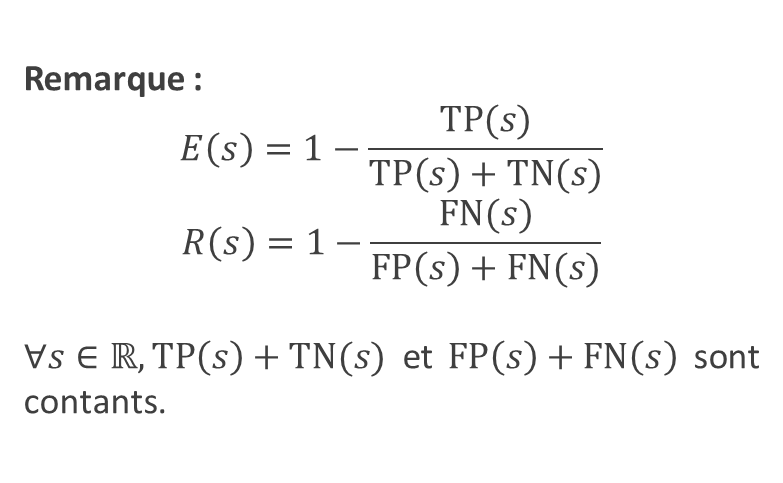 Remarque :
E(s) = 1 − TP(s) / (TP(s) + TN(s))
R(s) = 1 − FN(s) / (FP(s) + FN(s))
∀s ∈ ℝ, TP(s) + TN(s) et FP(s) + FN(s) sont
contants.